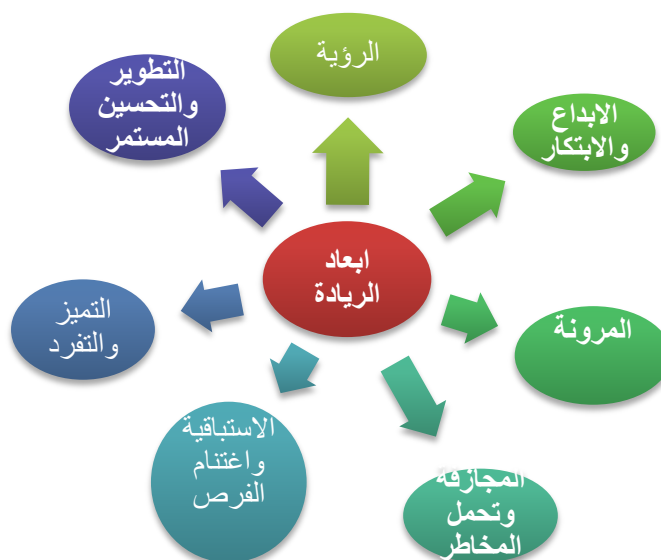 الرؤية
الابداع
والابتكار
المرونة
المجازفة
وتحمل
المخاطر
الاستباقية
واغتنام
الفرص
التميز
والتفرد
التطوير
والتحسين
المستمر
ابعاد
الريادة